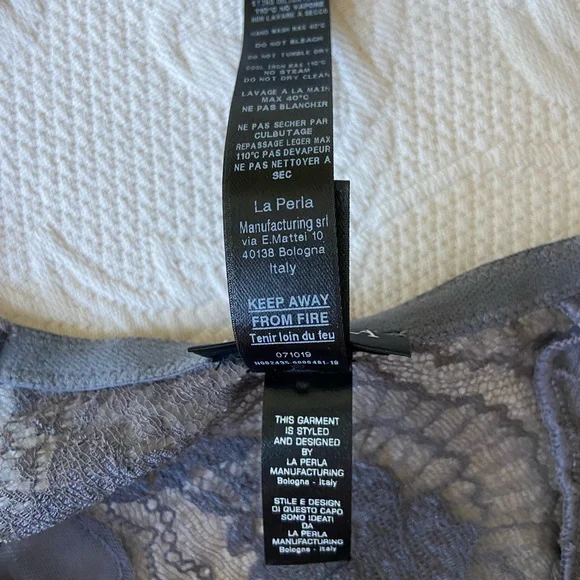 110°C NO VAPORE
NON LAVARE A SECCO
HAND WASH MAX 40°C
DO NOT BLEACH
DO NOT TUMBLE DRY
COOL IRON MAX 110°C
NO STEAM
DO NOT DRY CLEAN
LAVAGE A LA MAIN
MAX 40°C
NE PAS BLANCHIR
NE PAS SECHER PAR
CULBUTAGE
REPASSAGE LEGER MAX
110°C PAS DEVAPEUR
NE PAS NETTOYER A
SEC
La Perla
Manufacturing srl
via E.Mattei 10
40138 Bologna
Italy
KEEP AWAY
FROM FIRE
Tenir loin du feu
071019
THIS GARMENT
IS STYLED
AND DESIGNED
BY
LA PERLA
MANUFACTURING
Bologna - Italy
STILE E DESIGN
DI QUESTO CAPO
SONO IDEATI
DA
LA PERLA
MANUFACTURING
Bologna - Italy